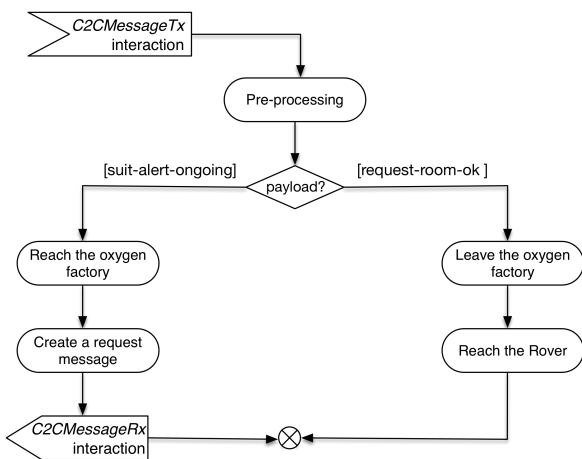 C2CMessageTx
interaction
Pre-processing
[suit-alert-ongoing]
[request-room-ok ]
payload?
Reach the oxygen
factory
Leave the oxygen
factory
Create a request
message
Reach the Rover
C2CMessageRx
interaction